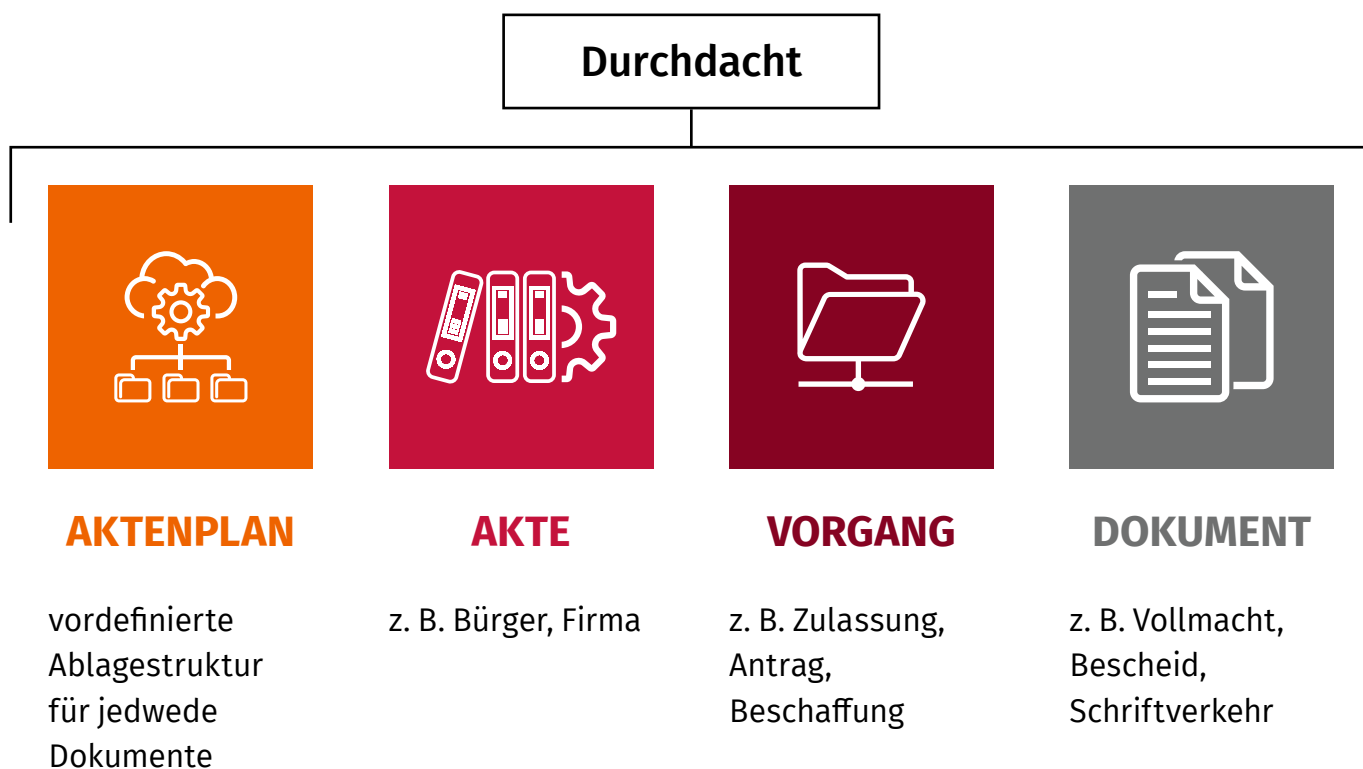 Durchdacht
AKTENPLAN
vordefinierte
Ablagestruktur
für jedwede
Dokumente
AKTE
z. B. Bürger, Firma
VORGANG
z. B. Zulassung,
Antrag,
Beschaffung
DOKUMENT
z. B. Vollmacht,
Bescheid,
Schriftverkehr